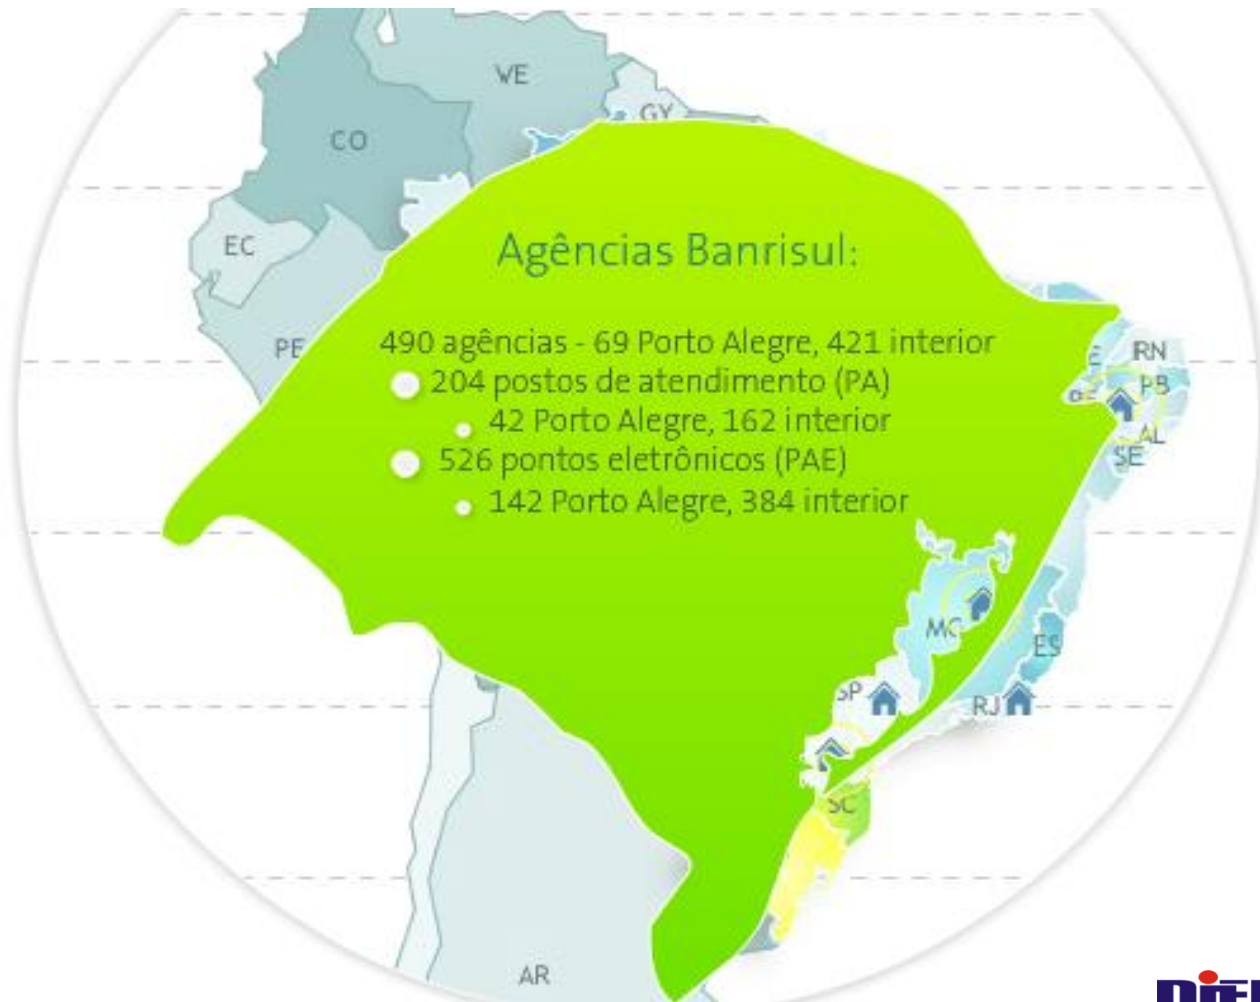 WE
GY
CO
EC
Agências Banrisul:
PE
490 agências - 69 Porto Alegre, 421 interior
RN
204 postos de atendimento (PA)
PB
42 Porto Alegre, 162 interior
AL
526 pontos eletrônicos (PAE)
SE
142 Porto Alegre, 384 interior
MG
ES
SP
RJ
SC
AR